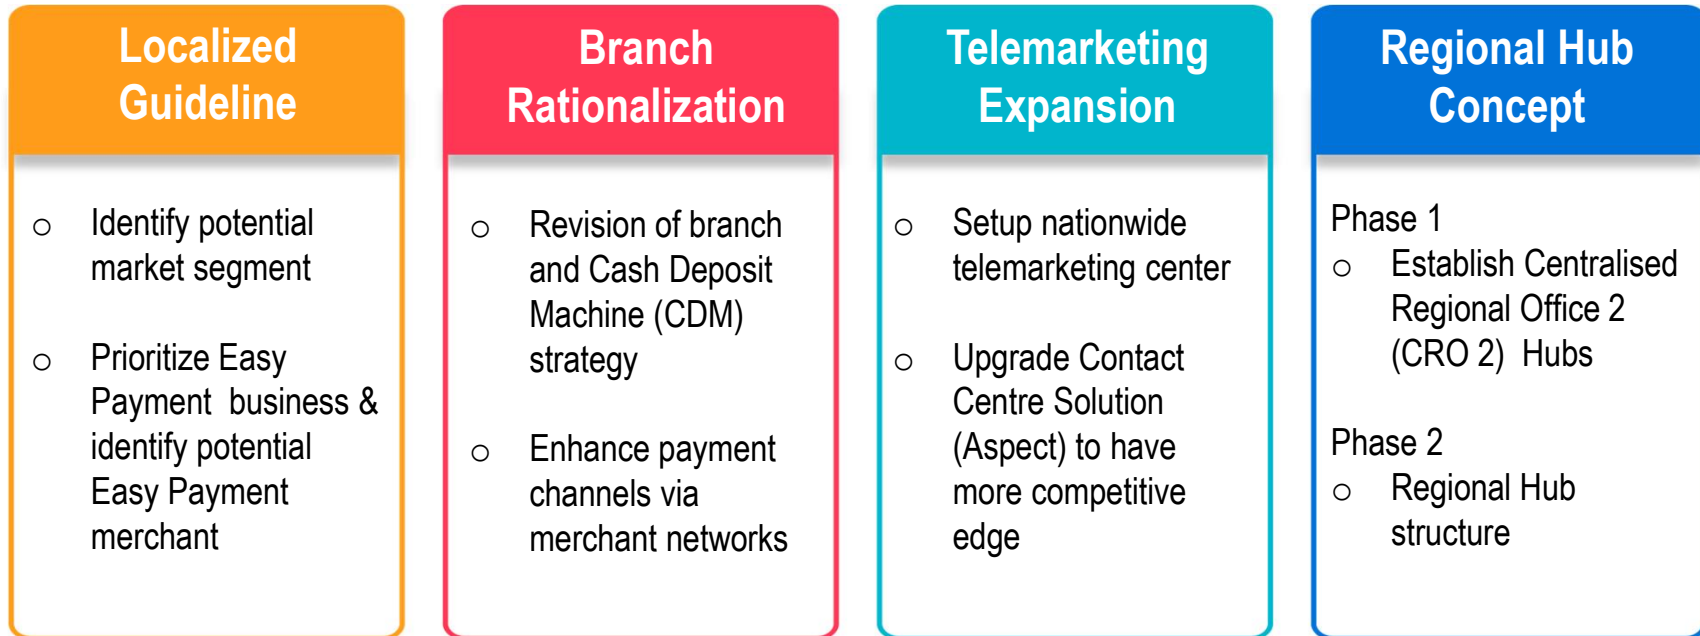 Localized
Guideline
o Identify potential
market segment
o Prioritize Easy
Payment business &
identify potential
Easy Payment
merchant
Branch
Rationalization
o Revision of branch
and Cash Deposit
Machine (CDM)
strategy
o Enhance payment
channels via
merchant networks
Telemarketing
Expansion
o Setup nationwide
telemarketing center
o Upgrade Contact
Centre Solution
(Aspect) to have
more competitive
edge
Regional Hub
Concept
Phase 1
o Establish Centralised
Regional Office 2
(CRO 2) Hubs
Phase 2
o Regional Hub
structure